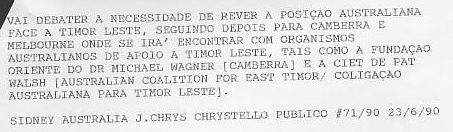 VAI DEBATER A NECESSIDADE DE REVER A POSIÇAO AUSTRALIANA
FACE A TIMOR LESTE, SEGUINDO DEPOIS PARA CAMBERRA E
MELBOURNE ONDE SE IRA' ENCONTRAR COM ORGANISMOS
AUSTRALIANOS DE APOIO A TIMOR LESTE, TAIS COMO A FUNDAÇAO
ORIENTE DO DR MICHAEL WAGNER [CAMBERRA] E A CIET DE PAT
WALSH [AUSTRALIAN COALITION FOR EAST TIMOR/ COLIGAÇAO
AUSTRALIANA PARA TIMOR LESTE].
SIDNEY AUSTRALIA J.CHRYS CHRYSTELLO PUBLICO #71/90 23/6/90